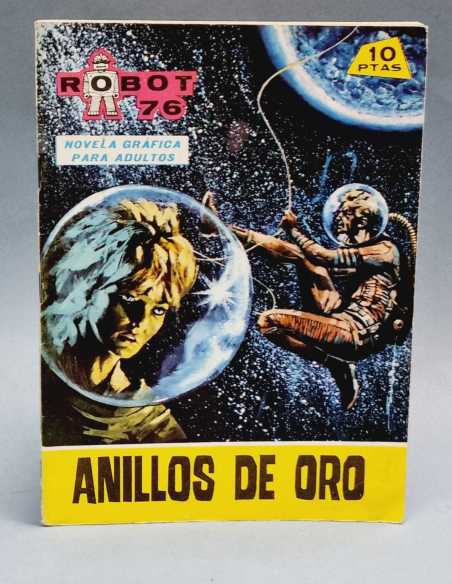 ROBOT
76
10
PTAS
NOVELA GRAFICA
PARA ADULTOS
ANILLOS DE ORO